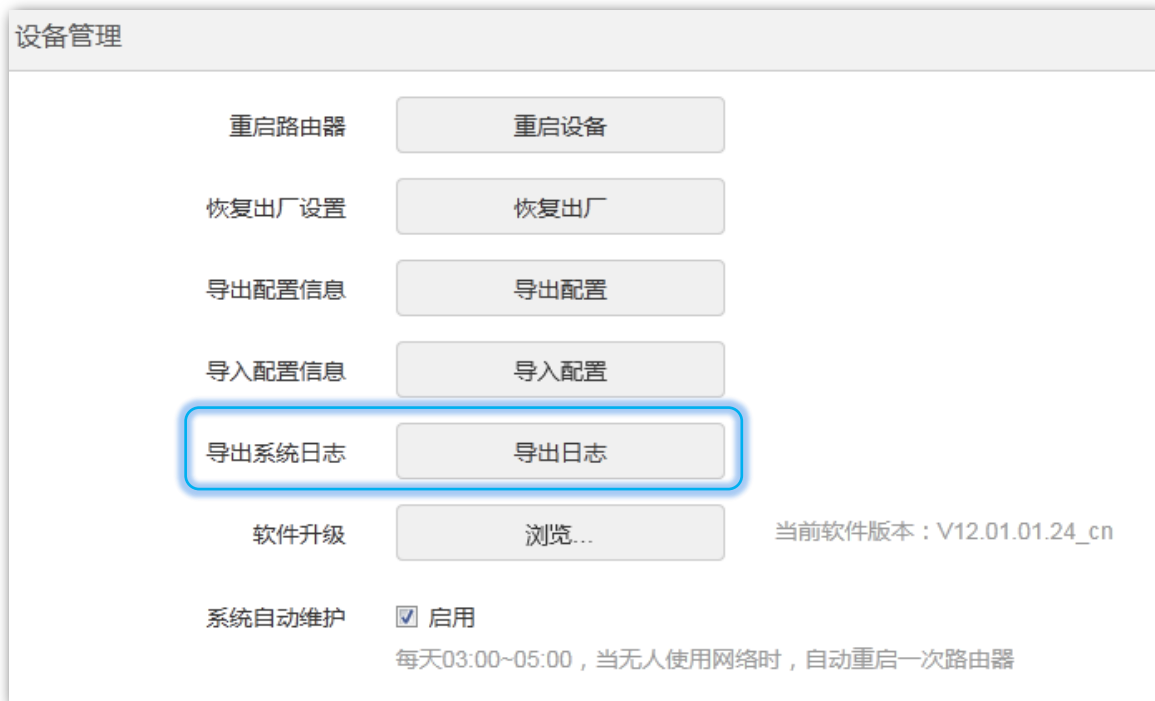 设备管理
重启路由器 重启设备
恢复出厂设置 恢复出厂
导出配置信息 导出配置
导入配置信息 导入配置
导出系统日志 导出日志
软件升级 浏览... 当前软件版本：V12.01.01.24_cn
系统自动维护 启用
每天03:00~05:00，当无人使用网络时，自动重启一次路由器